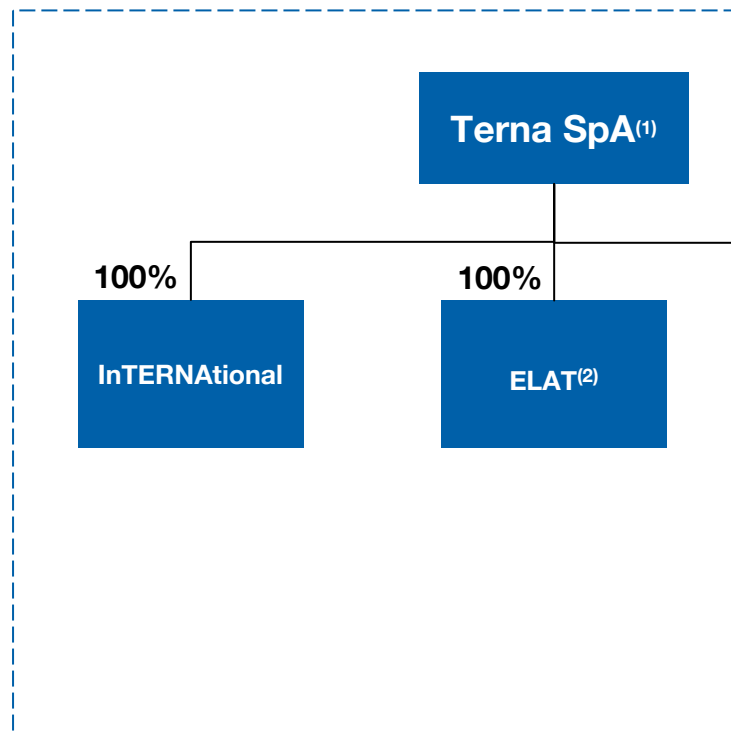 Terna SpA(1)
100%
100%
InTERNAtional
ELAT(2)